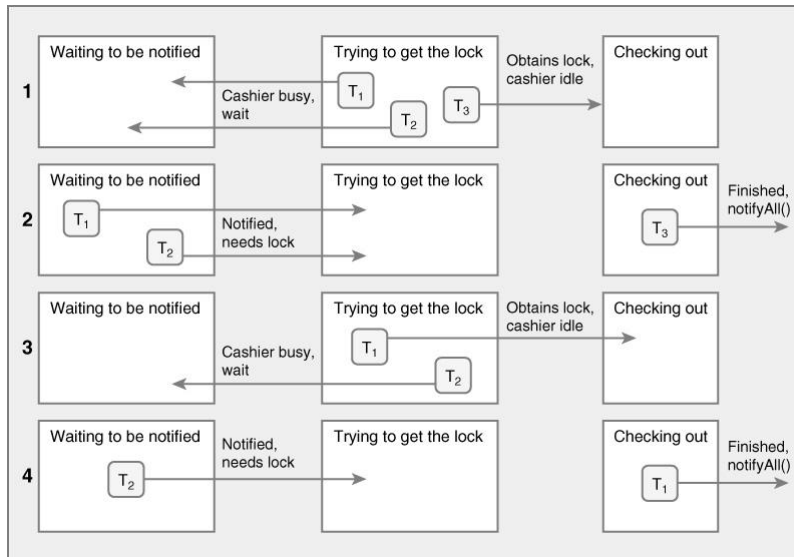 Waiting to be notified
Trying to get the lock
Obtains lock,
cashier idle
Checking out
1
Cashier busy,
wait
T1
T2
T3
Waiting to be notified
Trying to get the lock
Checking out
Finished,
notifyAll()
2
T1
T2
Notified,
needs lock
T3
Waiting to be notified
Trying to get the lock
Obtains lock,
cashier idle
Checking out
3
Cashier busy,
wait
T1
T2
Waiting to be notified
Notified,
needs lock
Trying to get the lock
Checking out
Finished,
notifyAll()
4
T2
T1